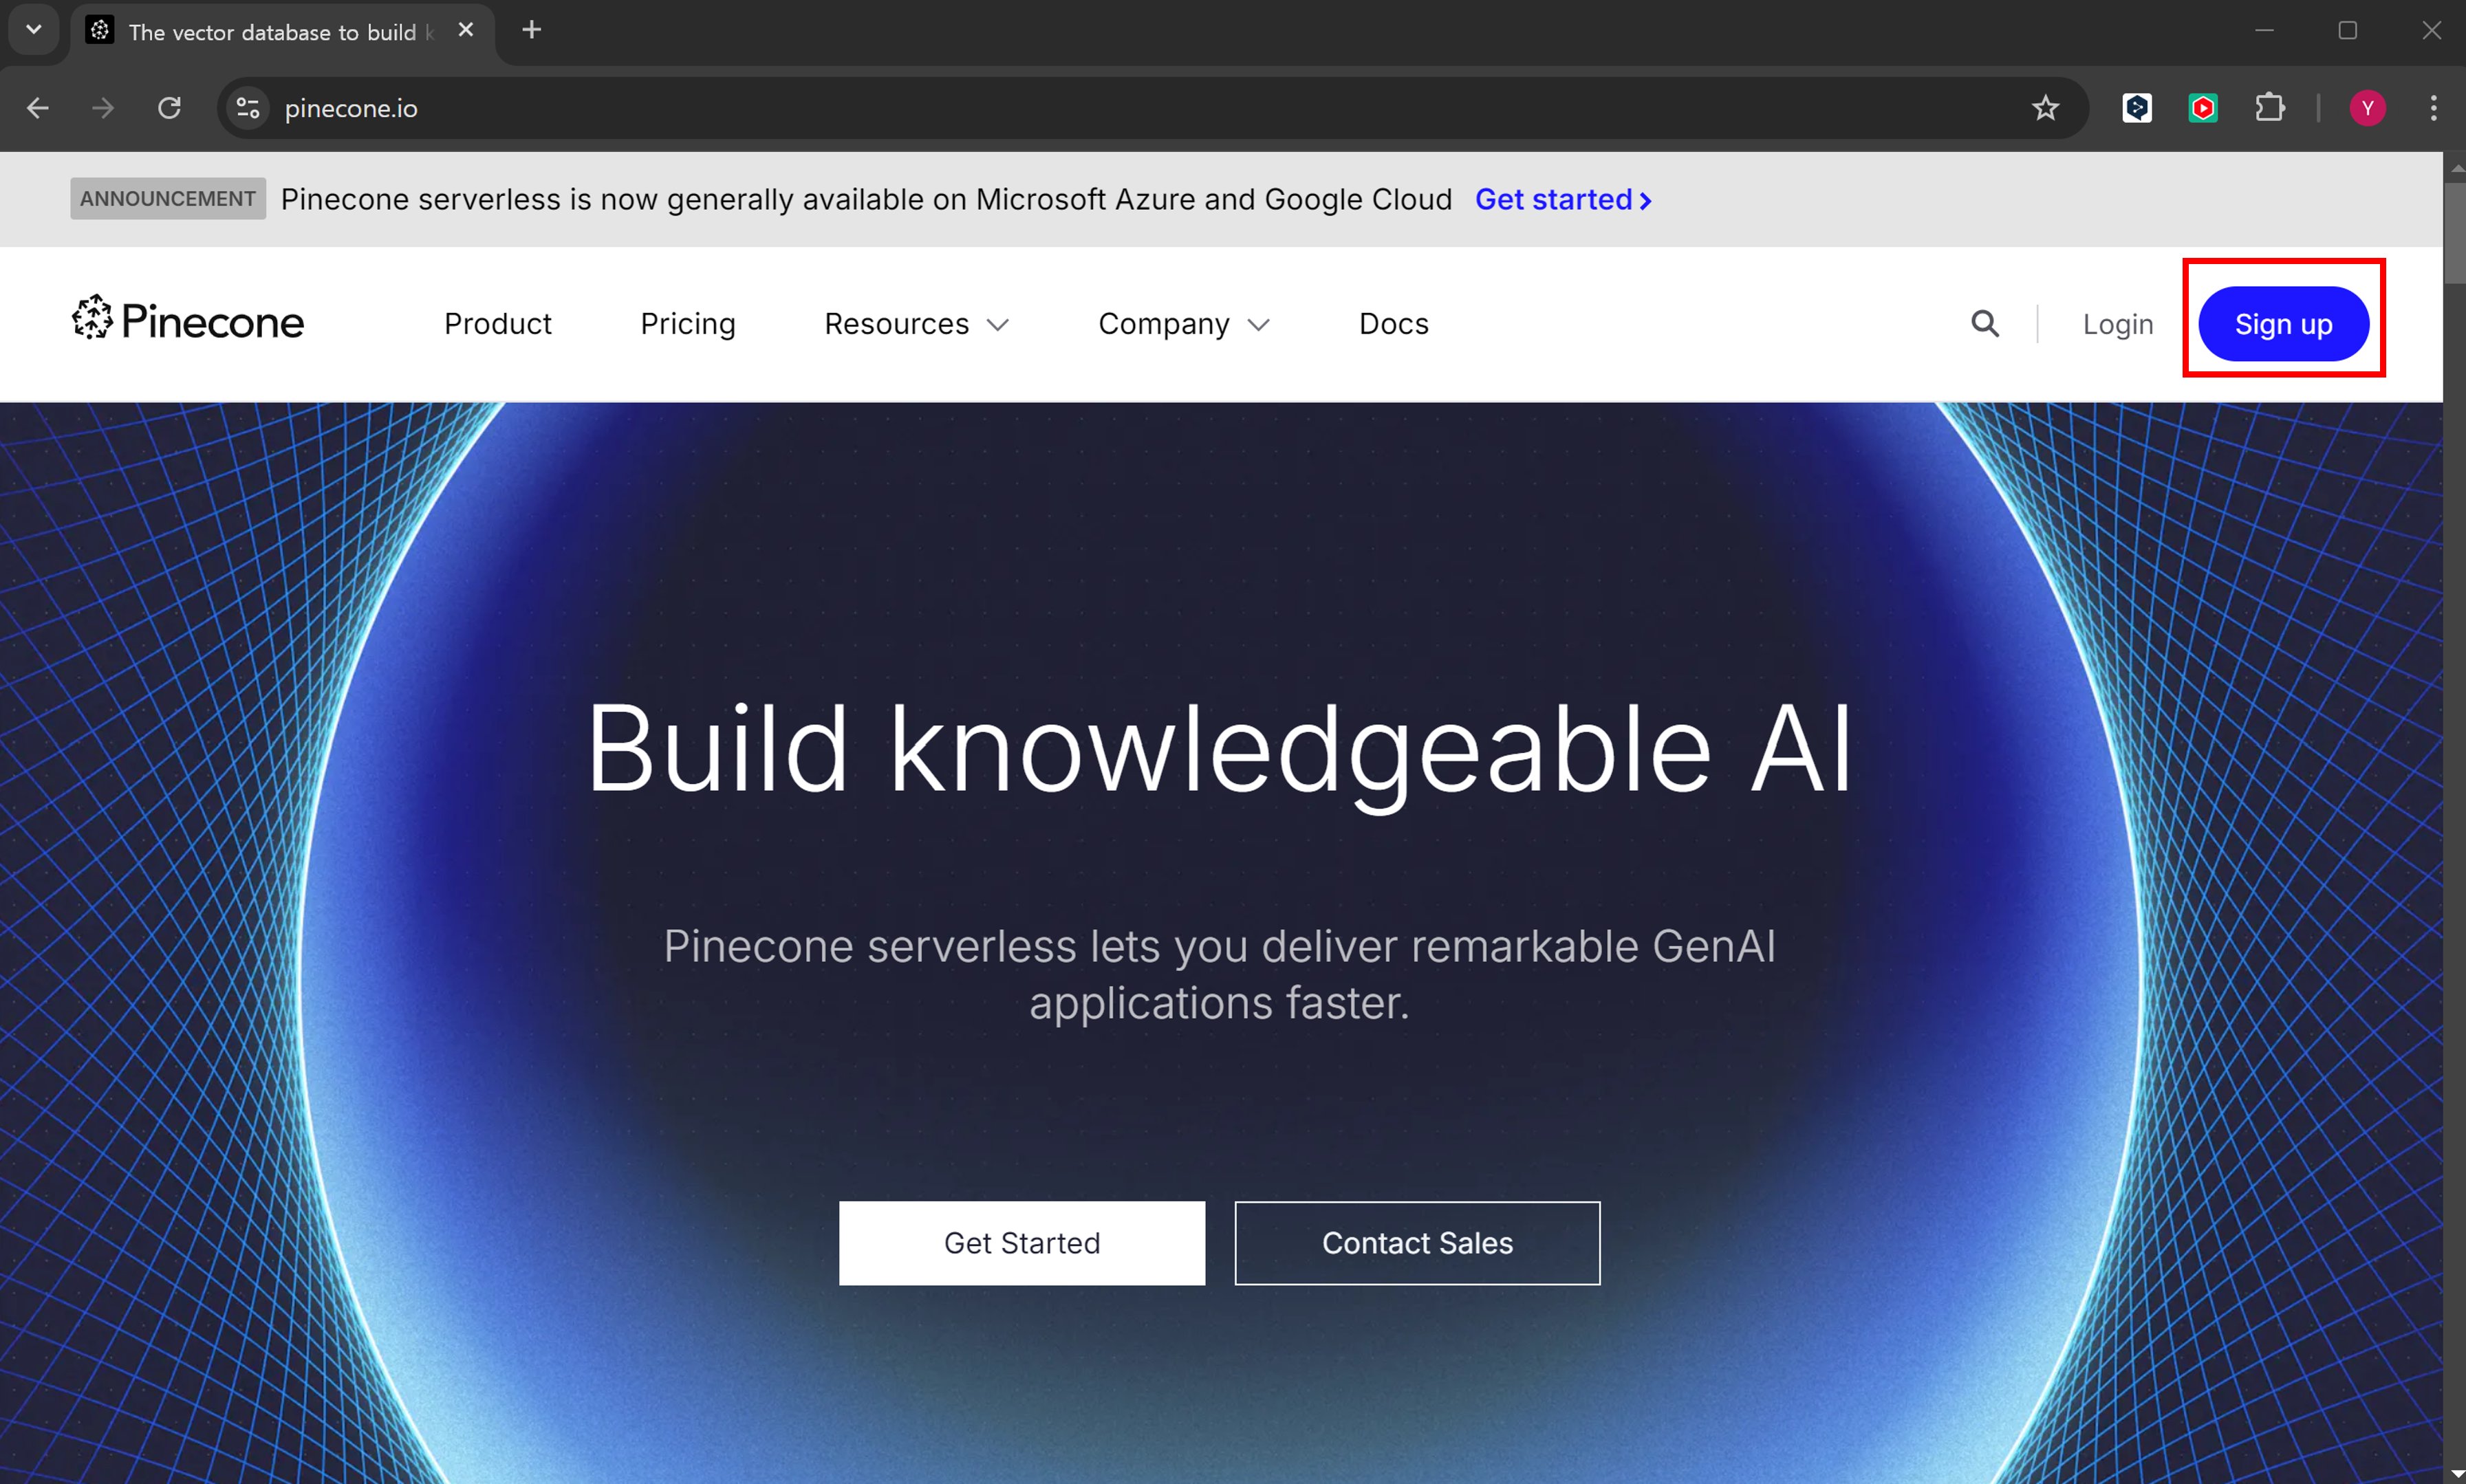 The vector database to build
pinecone.io
Y
ANNOUNCEMENT Pinecone serverless is now generally available on Microsoft Azure and Google Cloud Get started
Pinecone Product Pricing Resources Company Docs Login Sign up
Build knowledgeable AI
Pinecone serverless lets you deliver remarkable GenAI
applications faster.
Get Started Contact Sales